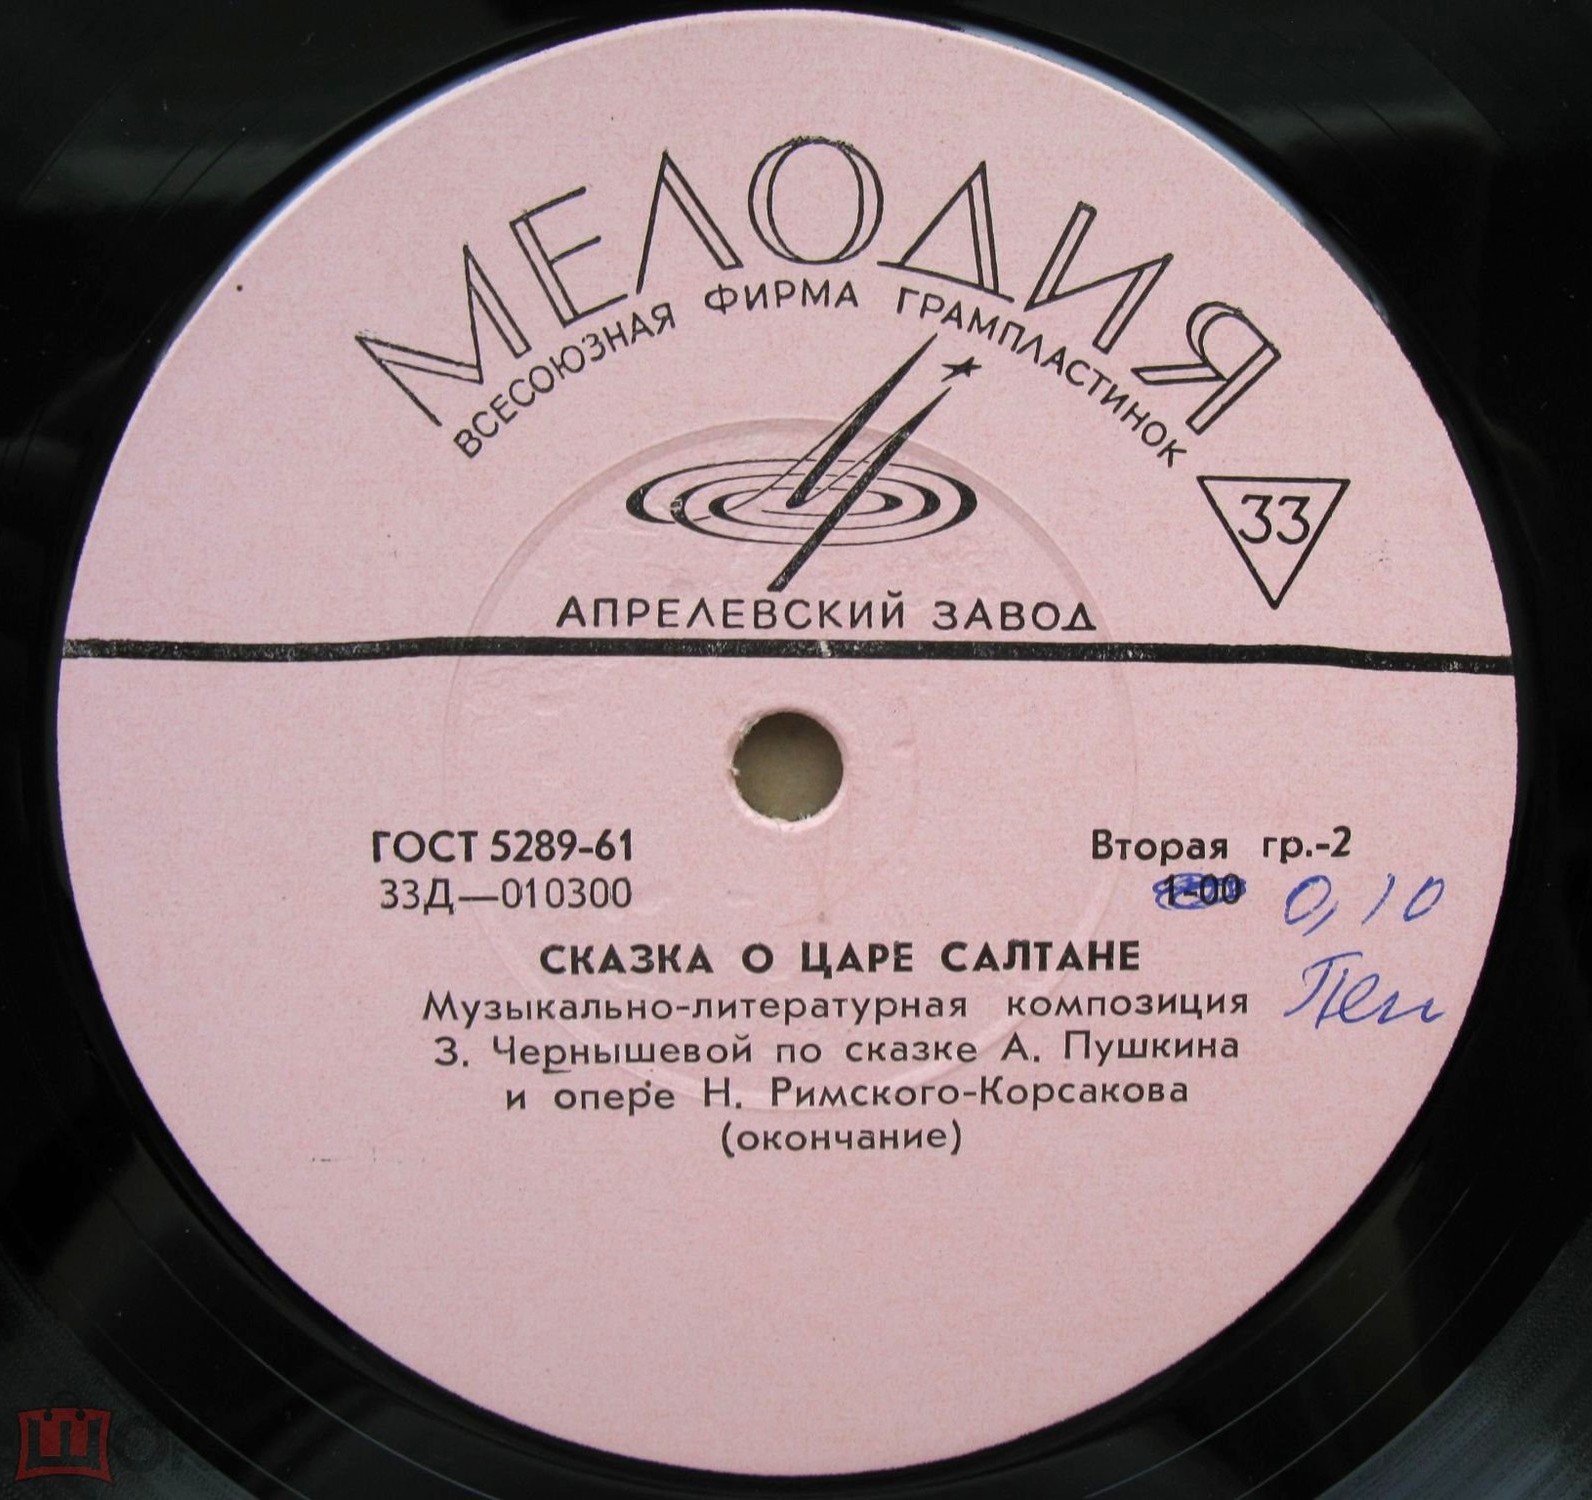 МЕЛОДИЯ
ВСЕСОЮЗНАЯ ФИРМА ГРАМПЛАСТИНОК
33
АПРЕЛЕВСКИЙ ЗАВОД
ГОСТ 5289-61
Вторая гр.-2
33Д—010300
1-00 0,10
СКАЗКА О ЦАРЕ САЛТАНЕ
Музыкально-литературная композиция
З. Чернышевой по сказке А. Пушкина
и опере Н. Римского-Корсакова
(окончание)